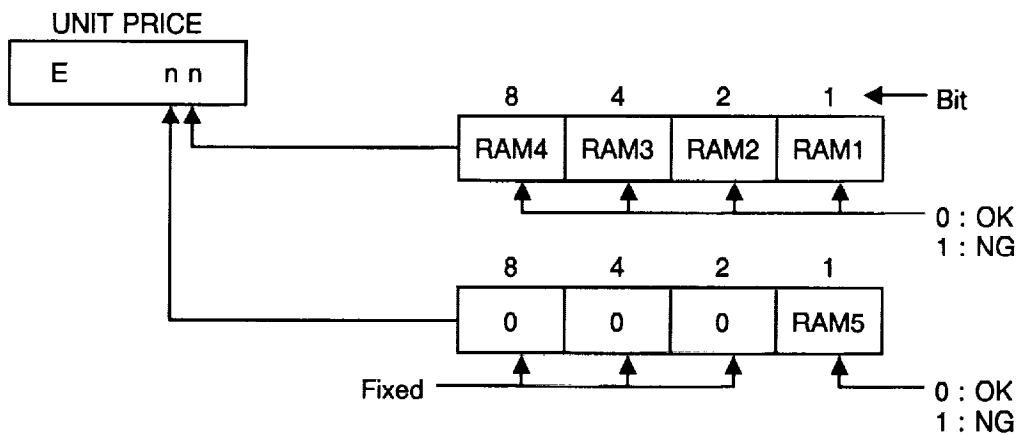 UNIT PRICE
E nn
8 4 2 1 Bit
RAM4 RAM3 RAM2 RAM1
0 : OK
1 : NG
8 4 2 1
0 0 0 RAM5
Fixed
0 : OK
1 : NG